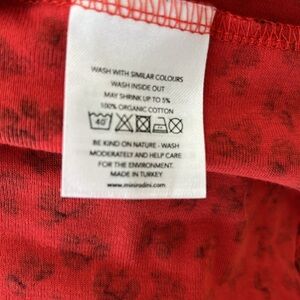 WASH WITH SIMILAR COLOURS
WASH INSIDE OUT
MAY SHRINK UP TO 5%
100% ORGANIC COTTON
40
BE KIND ON NATURE - WASH
MODERATELY AND HELP CARE
FOR THE ENVIRONMENT.
MADE IN TURKEY
www.minirodini.com